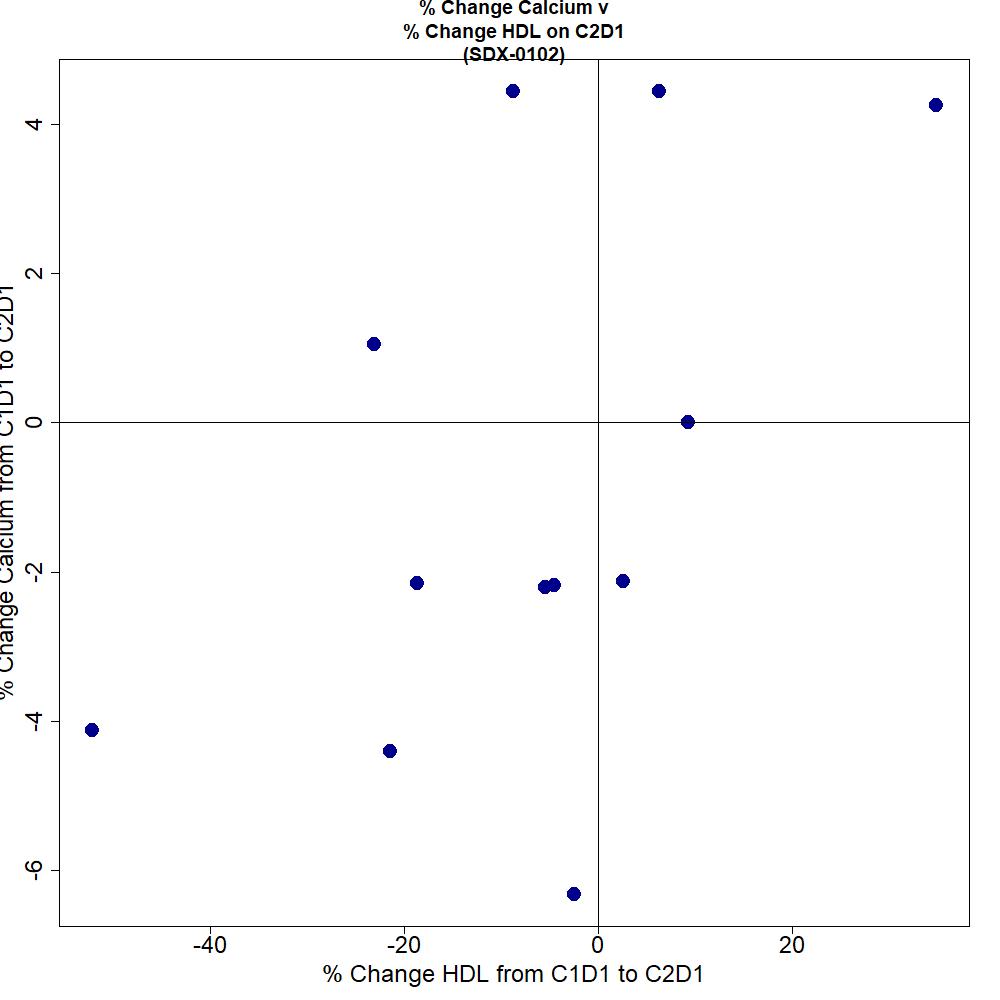 % Change Calcium v
% Change HDL on C2D1
(SDX-0102)
% Change Calcium from C1D1 to C2D1
4
2
0
-2
-4
-6
-40
-20
0
20
% Change HDL from C1D1 to C2D1